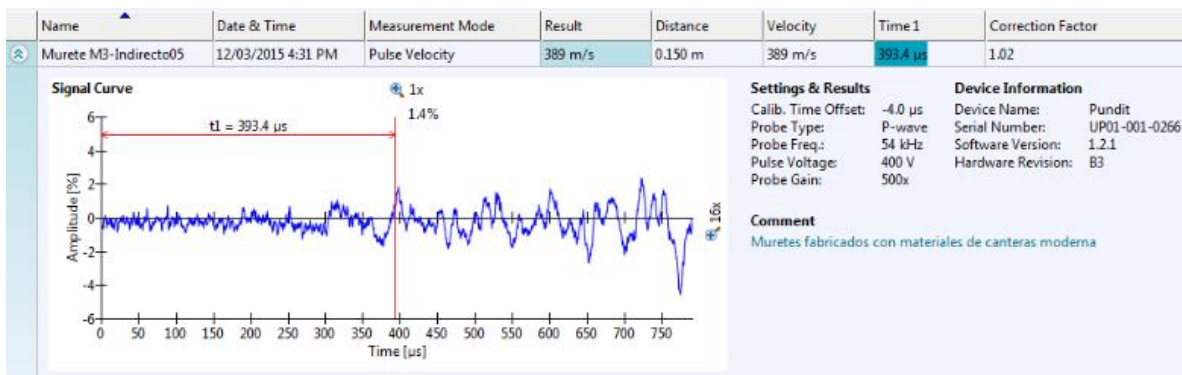 Name Date & Time Measurement Mode Result Distance Velocity Time 1 Correction Factor
Murete M3-Indirecto05 12/03/2015 4:31 PM Pulse Velocity 389 m/s 0.150 m 389 m/s 393.4 µs 1.02
Signal Curve
1x
1.4%
t1 = 393.4 µs
6
4
2
0
-2
-4
-6
Amplitude [%]
0 50 100 150 200 250 300 350 400 450 500 550 600 650 700 750
Time [µs]
16x
Settings & Results
Calib. Time Offset: -4.0 µs
Probe Type: P-wave
Probe Freq.: 54 kHz
Pulse Voltage: 400 V
Probe Gain: 500x
Device Information
Device Name: Pundit
Serial Number: UP01-001-0266
Software Version: 1.2.1
Hardware Revision: B3
Comment
Muretes fabricados con materiales de canteras moderna